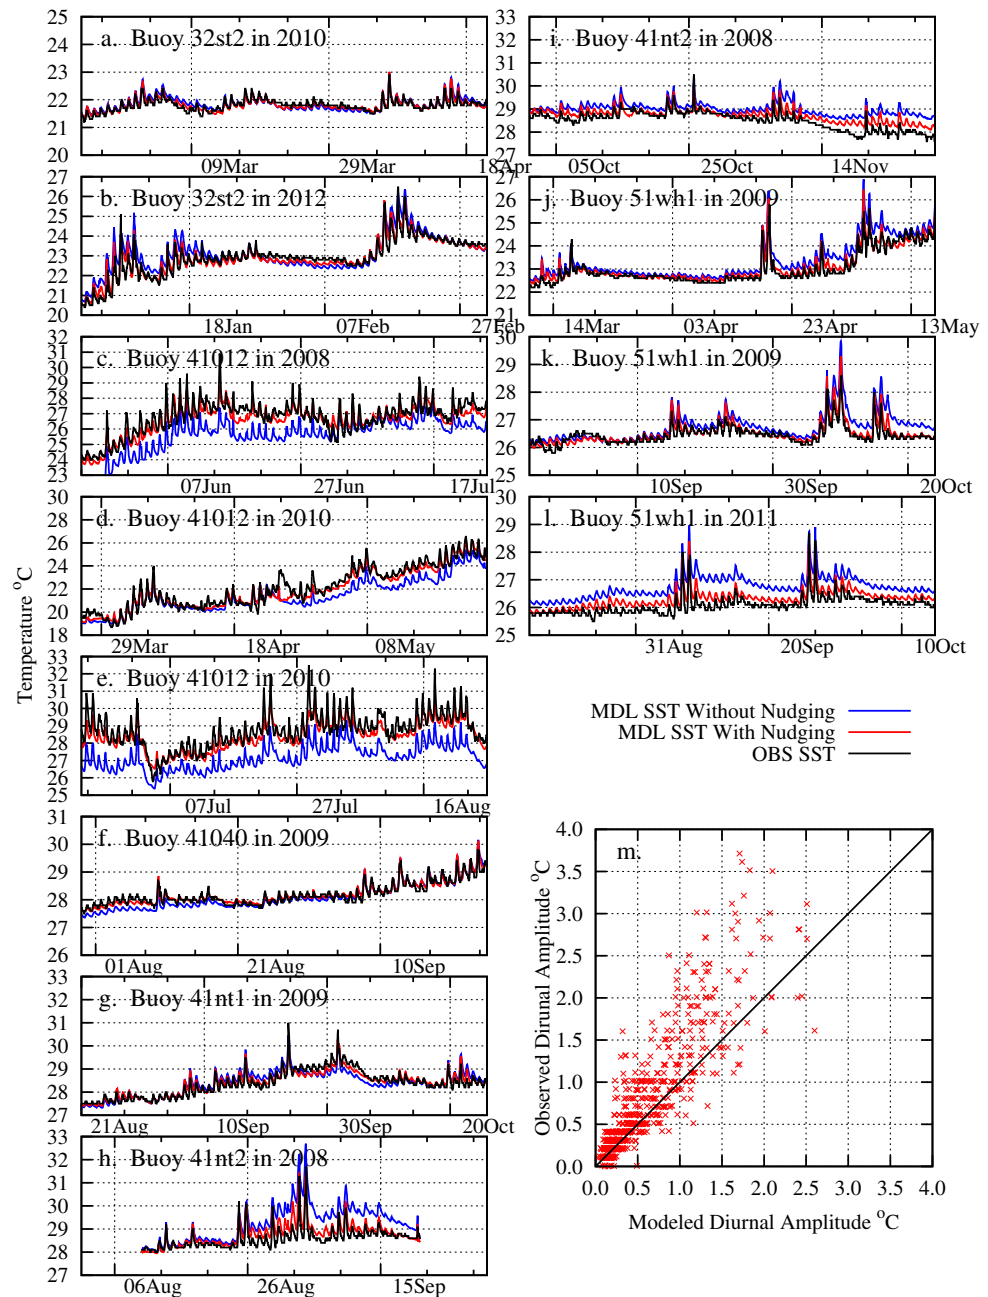 25
24
23
22
21
20
a. Buoy 32st2 in 2010
09Mar
29Mar
18Apr
27
26
25
24
23
22
21
20
b. Buoy 32st2 in 2012
18Jan
07Feb
27Feb
32
31
30
29
28
27
26
25
24
23
c. Buoy 41012 in 2008
07Jun
27Jun
17Jul
30
28
26
24
22
20
18
d. Buoy 41012 in 2010
29Mar
18Apr
08May
Temperature °C
33
32
31
30
29
28
27
26
25
e. Buoy 41012 in 2010
07Jul
27Jul
16Aug
31
30
29
28
27
26
f. Buoy 41040 in 2009
01Aug
21Aug
10Sep
33
32
31
30
29
28
27
g. Buoy 41nt1 in 2009
21Aug
10Sep
30Sep
20Oct
33
32
31
30
29
28
27
h. Buoy 41nt2 in 2008
06Aug
26Aug
15Sep
33
32
31
30
29
28
27
i. Buoy 41nt2 in 2008
05Oct
25Oct
14Nov
27
26
25
24
23
22
21
j. Buoy 51wh1 in 2009
14Mar
03Apr
23Apr
13May
30
29
28
27
26
25
k. Buoy 51wh1 in 2009
10Sep
30Sep
20Oct
30
29
28
27
26
25
l. Buoy 51wh1 in 2011
31Aug
20Sep
10Oct
MDL SST Without Nudging
MDL SST With Nudging
OBS SST
4.0
3.5
3.0
2.5
2.0
1.5
1.0
0.5
0.0
m.
Observed Dirunal Amplitude °C
0.0 0.5 1.0 1.5 2.0 2.5 3.0 3.5 4.0
Modeled Diurnal Amplitude °C